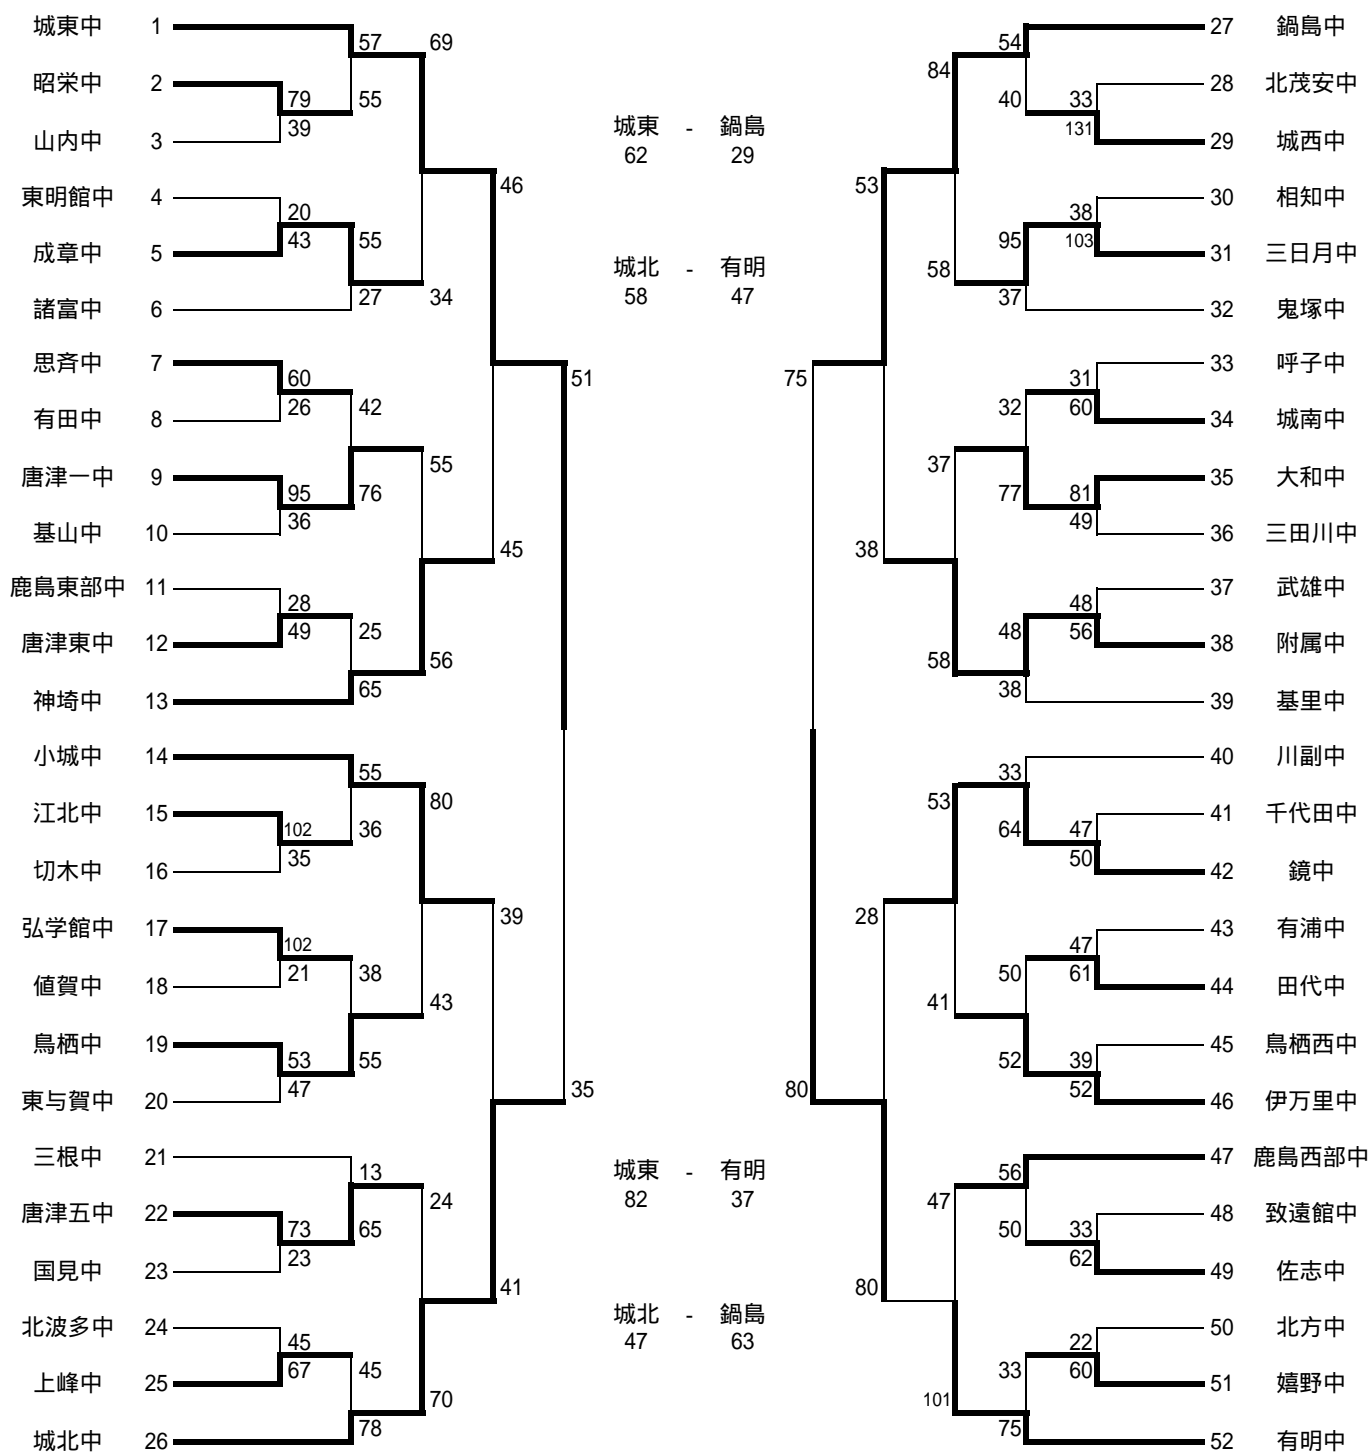 城東中 1
57 69
昭栄中 2
79 55
39
山内中 3
東明館中 4
20
成章中 5
43 55
27 34
諸富中 6
46
思斉中 7
60
26 42
有田中 8
55
唐津一中 9
95 76
36
基山中 10
45
鹿島東部中 11
28
唐津東中 12
49 25
56
65
神埼中 13
51
小城中 14
55
80
江北中 15
102 36
35
切木中 16
39
弘学館中 17
102
21 38
値賀中 18
43
鳥栖中 19
53 55
47
東与賀中 20
35
三根中 21
13
24
唐津五中 22
73 65
23
国見中 23
41
北波多中 24
45
67 45
上峰中 25
70
78
城北中 26
城東 - 鍋島
62 29
城北 - 有明
58 47
城東 - 有明
82 37
城北 - 鍋島
47 63
27 鍋島中
54
84
28 北茂安中
40 33
131
29 城西中
53
30 相知中
38
95 103
31 三日月中
58
37
32 鬼塚中
75
33 呼子中
31
32 60
34 城南中
37
35 大和中
77 81
49
36 三田川中
38
37 武雄中
48
48 56
38 附属中
58
38
39 基里中
40 川副中
33
53
41 千代田中
64 47
50
42 鏡中
28
43 有浦中
47
50 61
44 田代中
41
45 鳥栖西中
52 39
52
46 伊万里中
80
47 鹿島西部中
56
47
48 致遠館中
50 33
62
49 佐志中
80
50 北方中
22
33 60
51 嬉野中
101
75
52 有明中